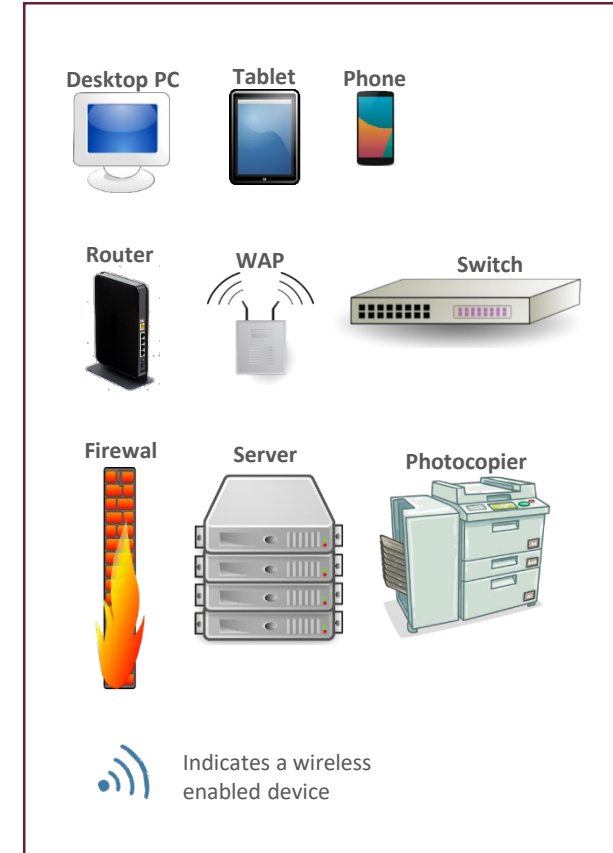 Desktop PC
Tablet
Phone
Router
WAP
Switch
Firewal
Server
Photocopier
Indicates a wireless
enabled device